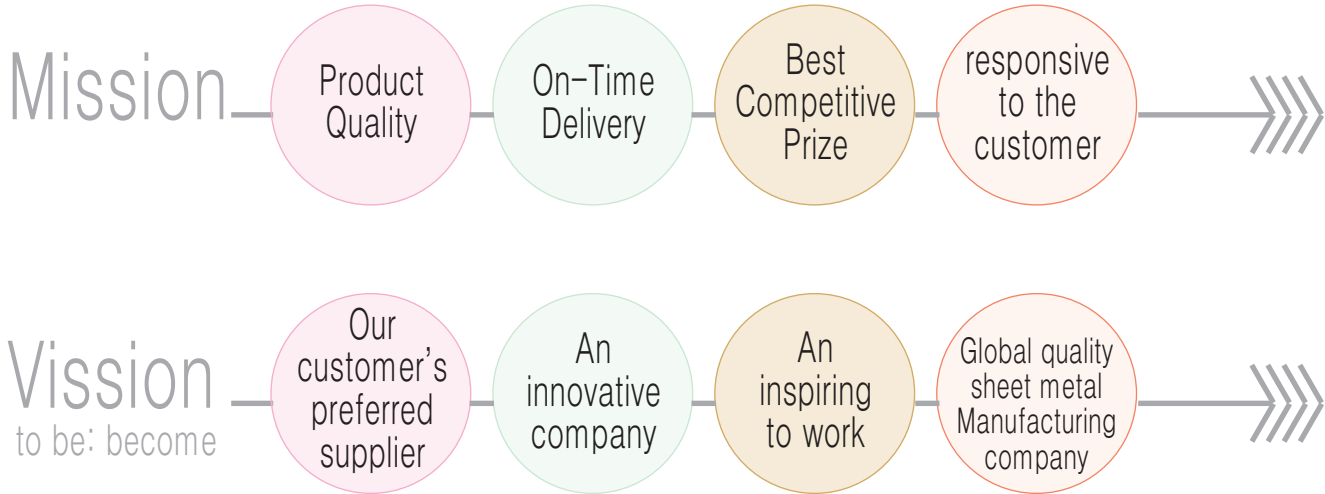 Mission
Product
Quality
On-Time
Delivery
Best
Competitive
Prize
responsive
to the
customer
Vission
to be: become
Our
customer's
preferred
supplier
An
innovative
company
An
inspiring
to work
Global quality
sheet metal
Manufacturing
company